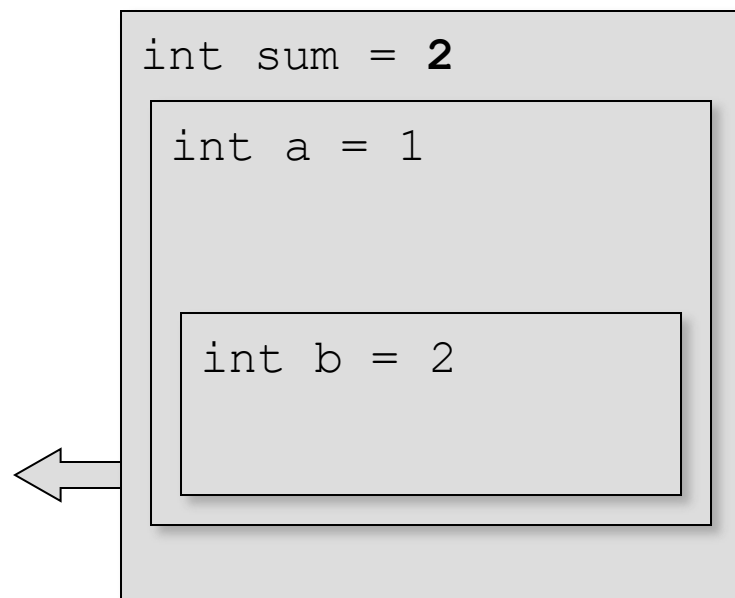 int sum = 2
int a = 1
int b = 2